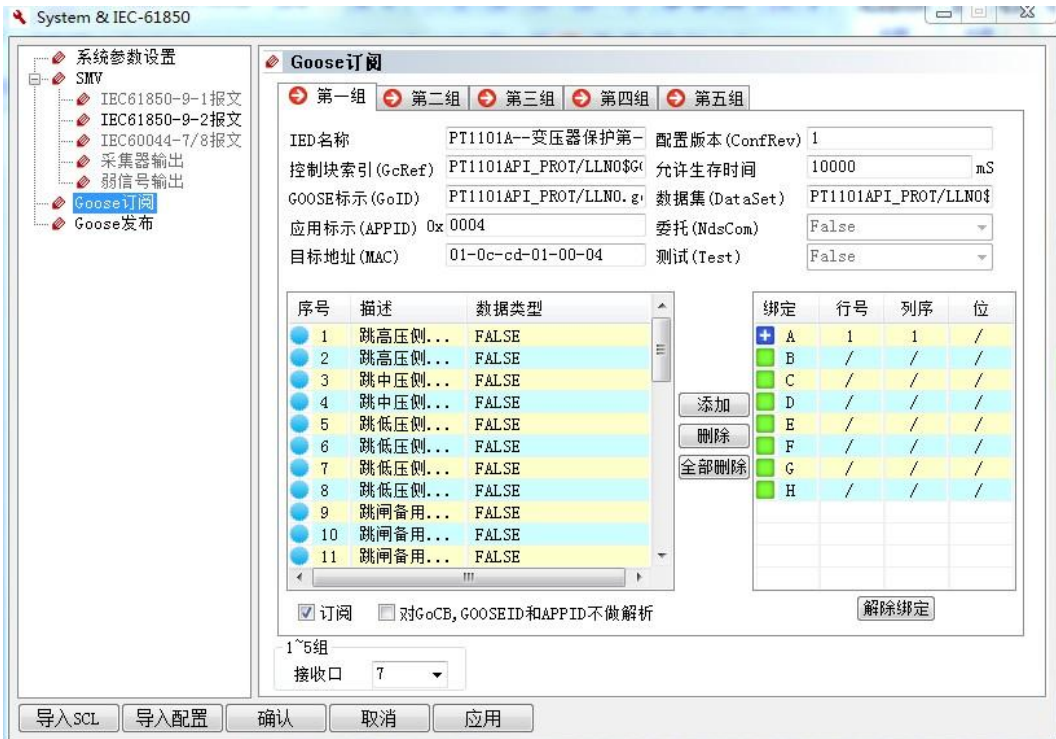 System & IEC-61850
系统参数设置
SMV
IEC61850-9-1报文
IEC61850-9-2报文
IEC60044-7/8报文
采集器输出
弱信号输出
Goose订阅
Goose发布
Goose订阅
第一组 第二组 第三组 第四组 第五组
IED名称 PT1101A--变压器保护第一 配置版本(ConfRev) 1
控制块索引(GcRef) PT1101API_PROT/LLN0$G 允许生存时间 10000 mS
GOOSE标示(GoID) PT1101API_PROT/LLN0.g 数据集(DataSet) PT1101API_PROT/LLN0$
应用标示(APPID) 0x 0004 委托(NdsCom) False
目标地址(MAC) 01-0c-cd-01-00-04 测试(Test) False
序号 描述 数据类型 绑定 行号 列序 位
1 跳高压侧... FALSE A 1 1 /
2 跳高压侧... FALSE B / / /
3 跳中压侧... FALSE C / / /
4 跳中压侧... FALSE D / / /
5 跳低压侧... FALSE E / / /
6 跳低压侧... FALSE F / / /
7 跳低压侧... FALSE G / / /
8 跳低压侧... FALSE H / / /
9 跳闸备用... FALSE
10 跳闸备用... FALSE
11 跳闸备用... FALSE
添加
删除
全部删除
订阅 对GoCB,GOOSEID和APPID不做解析 解除绑定
1~5组
接收口 7
导入SCL 导入配置 确认 取消 应用